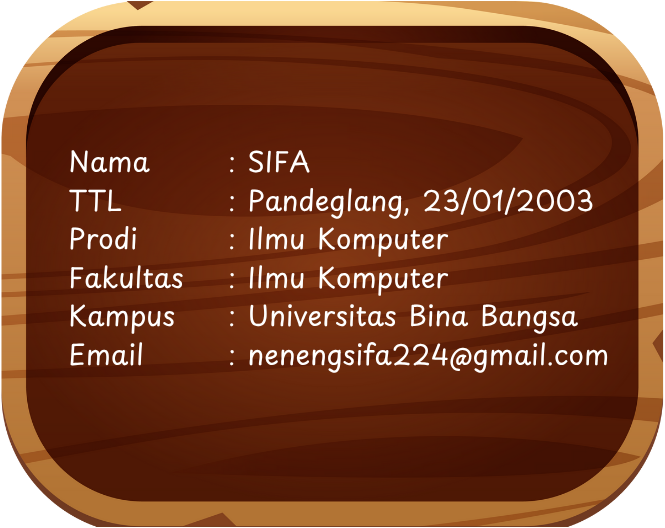 Nama : SIFA
TTL : Pandeglang, 23/01/2003
Prodi : Ilmu Komputer
Fakultas : Ilmu Komputer
Kampus : Universitas Bina Bangsa
Email : nenengsifa224@gmail.com